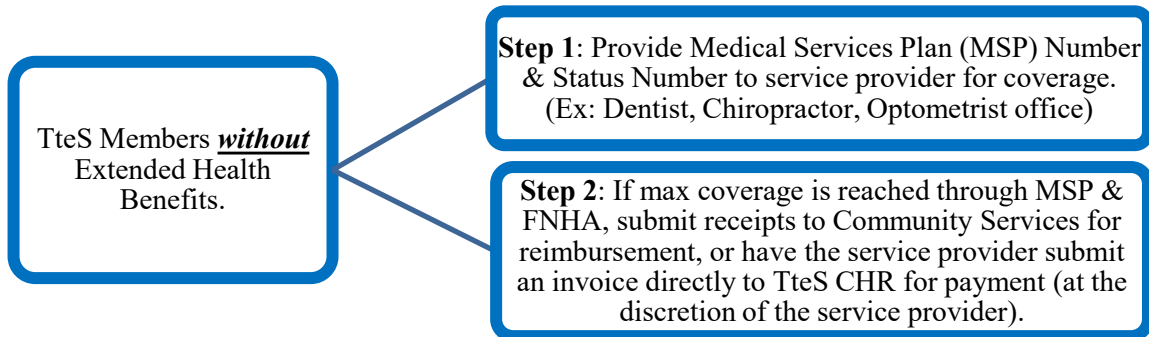 TteS Members without
Extended Health
Benefits.
Step 1: Provide Medical Services Plan (MSP) Number
& Status Number to service provider for coverage.
(Ex: Dentist, Chiropractor, Optometrist office)
Step 2: If max coverage is reached through MSP &
FNHA, submit receipts to Community Services for
reimbursement, or have the service provider submit
an invoice directly to TteS CHR for payment (at the
discretion of the service provider).